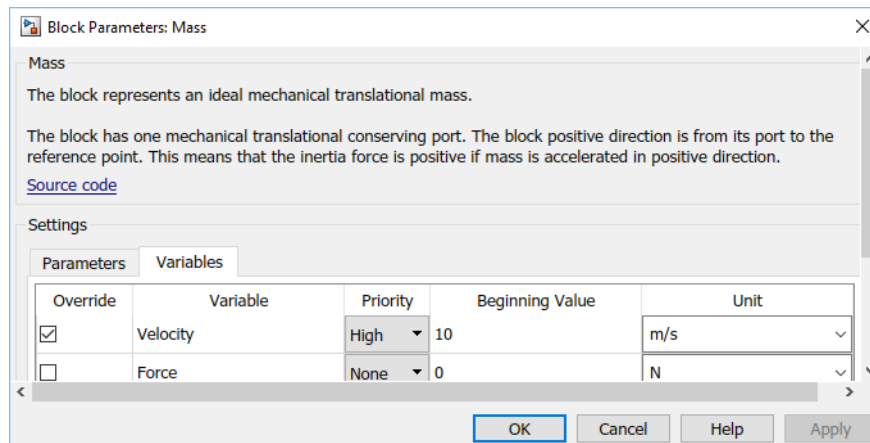 Block Parameters: Mass
Mass
The block represents an ideal mechanical translational mass.
The block has one mechanical translational conserving port. The block positive direction is from its port to the
reference point. This means that the inertia force is positive if mass is accelerated in positive direction.
Source code
Settings
Parameters Variables
Override Variable Priority Beginning Value Unit
Velocity High 10 m/s
Force None 0 N
OK Cancel Help Apply